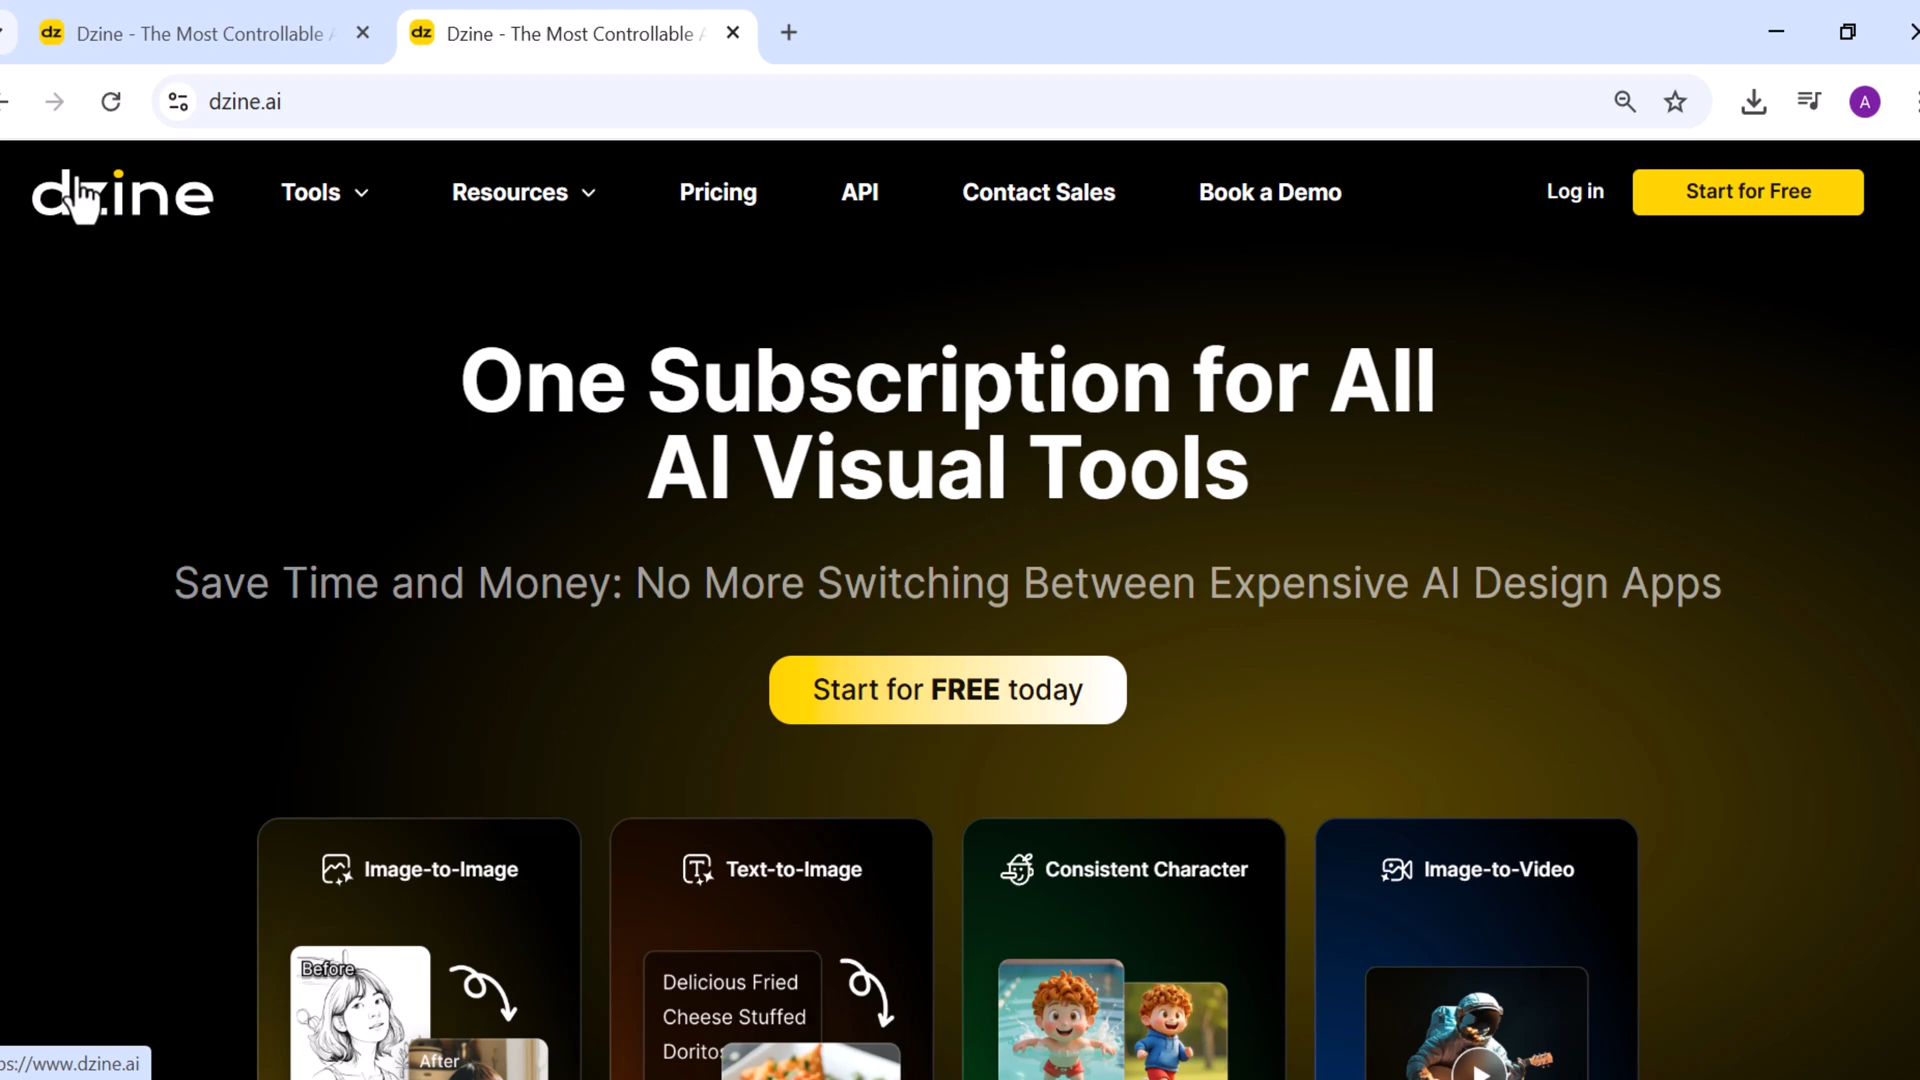 dz Dzine - The Most Controllable A
dz Dzine - The Most Controllable A
dzine.ai
A
dzine
Tools
Resources
Pricing
API
Contact Sales
Book a Demo
Log in
Start for Free
One Subscription for All
AI Visual Tools
Save Time and Money: No More Switching Between Expensive AI Design Apps
Start for FREE today
Image-to-Image
Text-to-Image
Consistent Character
Image-to-Video
Before
After
Delicious Fried
Cheese Stuffed
Doritos
ps://www.dzine.ai